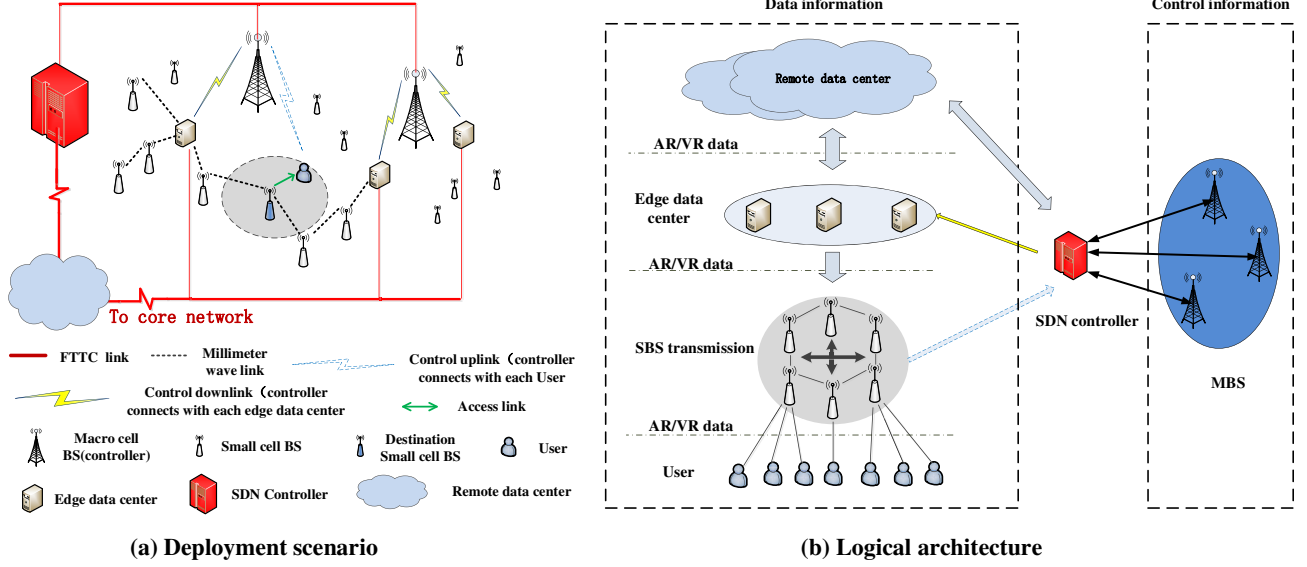 To core network
FTTC link
Millimeter
wave link
Control uplink（controller
connects with each User
Control downlink（controller
connects with each edge data center
Access link
Macro cell
BS(controller)
Small cell BS
Destination
Small cell BS
User
Edge data center
SDN Controller
Remote data center
(a) Deployment scenario
Data information
Control information
Remote data center
AR/VR data
Edge data
center
AR/VR data
SDN controller
SBS transmission
MBS
AR/VR data
User
(b) Logical architecture